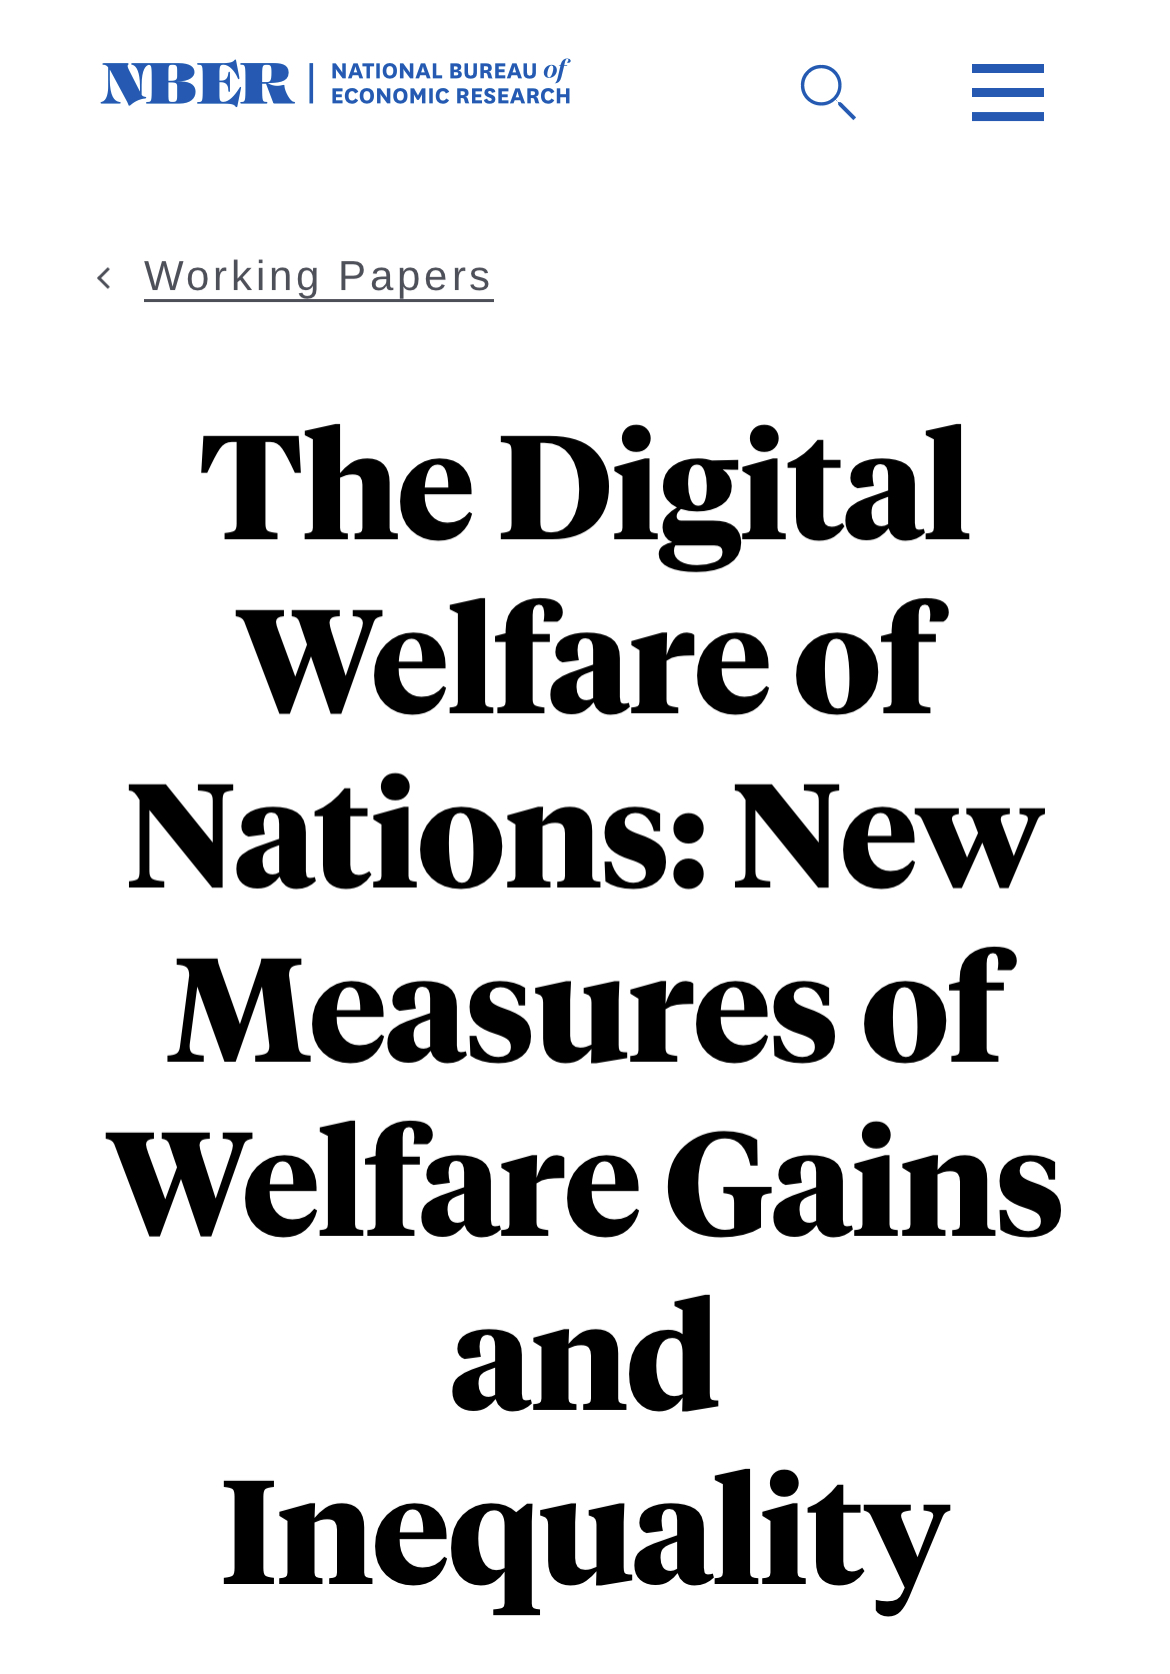 NBER | NATIONAL BUREAU of
ECONOMIC RESEARCH
Working Papers
The Digital
Welfare of
Nations: New
Measures of
Welfare Gains
and
Inequality